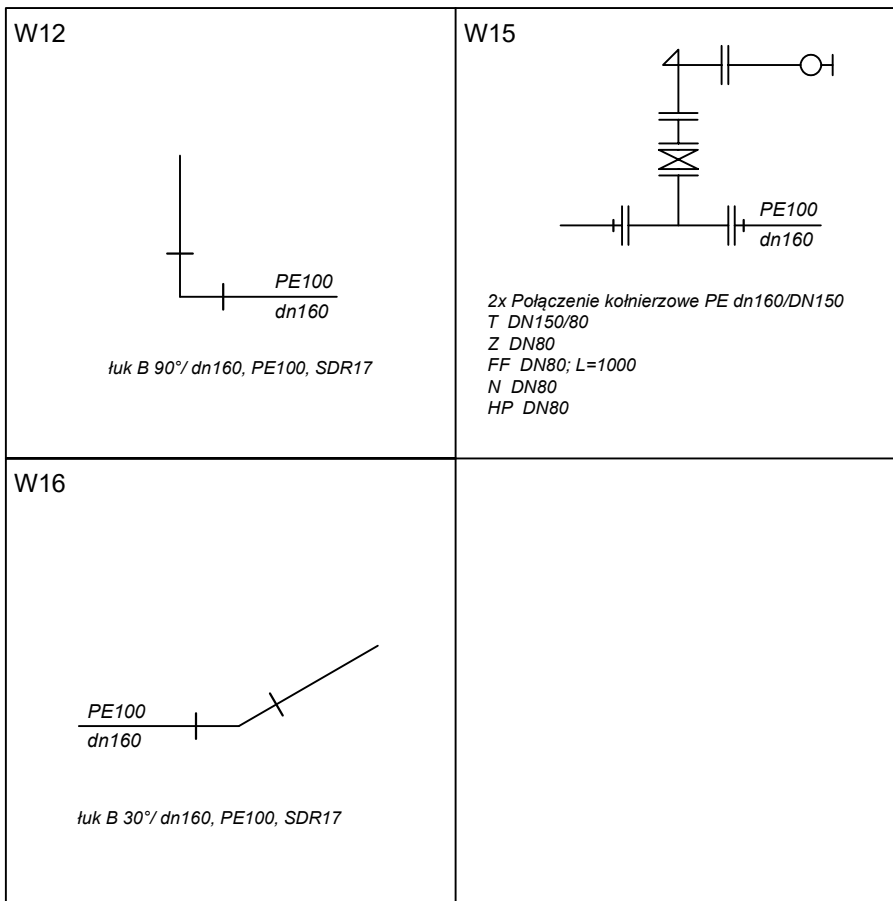 W12
PE100
dn160
łuk B 90°/ dn160, PE100, SDR17
W15
PE100
dn160
2x Połączenie kołnierzowe PE dn160/DN150
T DN150/80
Z DN80
FF DN80; L=1000
N DN80
HP DN80
W16
PE100
dn160
łuk B 30°/ dn160, PE100, SDR17